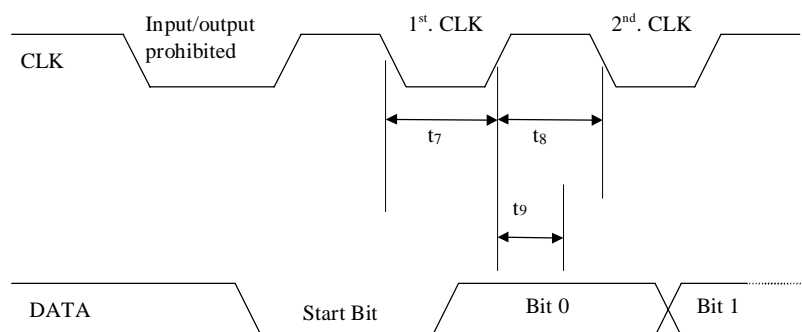 Input/output
prohibited
1st. CLK
2nd. CLK
CLK
t7
t8
t9
DATA
Start Bit
Bit 0
Bit 1